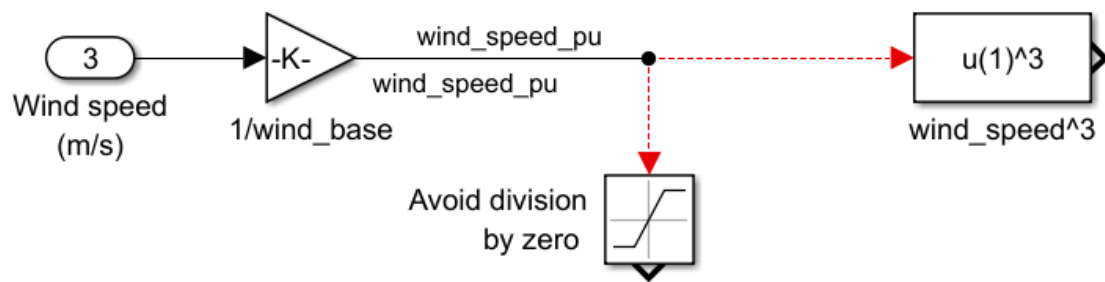 3
Wind speed
(m/s)
-K-
1/wind_base
wind_speed_pu
wind_speed_pu
u(1)^3
wind_speed^3
Avoid division
by zero